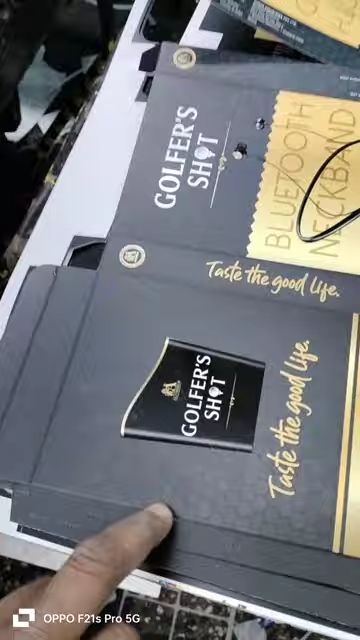 GOLFER'S
SHOT
BLUETOOTH
NECKBAND
Taste the good life.
GOLFER'S
SHOT
Taste the good life.
OPPO F21s Pro 5G